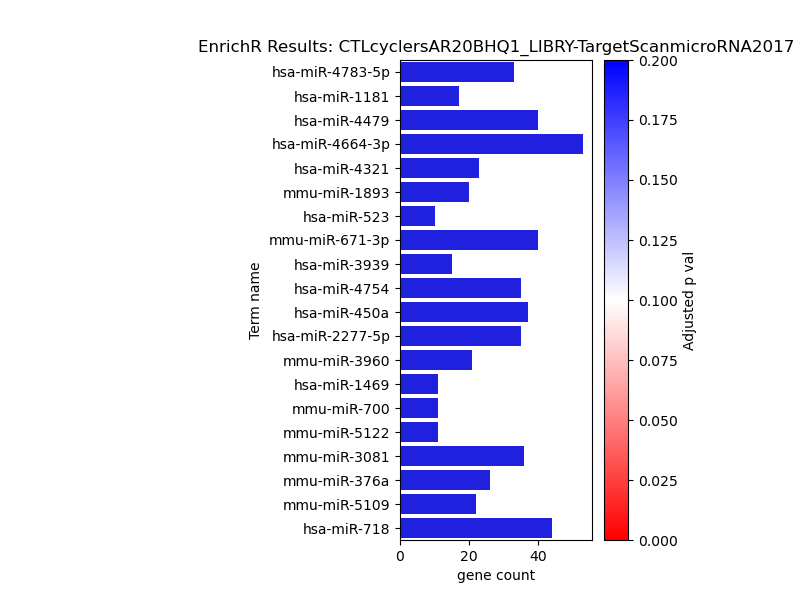 EnrichR Results: CTLcyclersAR20BHQ1_LIBRY-TargetScanmicroRNA2017
hsa-miR-4783-5p
hsa-miR-1181
hsa-miR-4479
hsa-miR-4664-3p
hsa-miR-4321
mmu-miR-1893
hsa-miR-523
mmu-miR-671-3p
hsa-miR-3939
hsa-miR-4754
hsa-miR-450a
hsa-miR-2277-5p
mmu-miR-3960
hsa-miR-1469
mmu-miR-700
mmu-miR-5122
mmu-miR-3081
mmu-miR-376a
mmu-miR-5109
hsa-miR-718
Term name
0 20 40
gene count
0.200
0.175
0.150
0.125
0.100
0.075
0.050
0.025
0.000
Adjusted p val